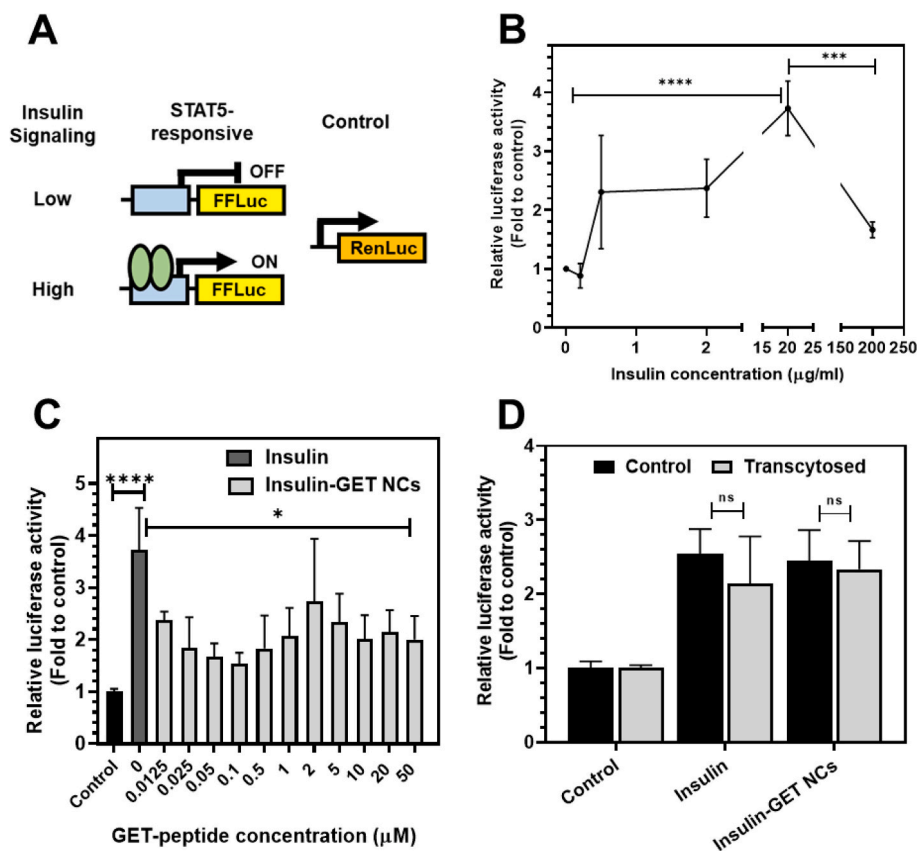 A
Insulin
Signaling
STAT5-
responsive
Control
Low
OFF
FFLuc
High
ON
FFLuc
RenLuc
B
Relative luciferase activity
(Fold to control)
4
3
2
1
0
****
***
0 1 2 15 20 25 150 200 250
Insulin concentration (μg/ml)
C
Relative luciferase activity
(Fold to control)
5
4
3
2
1
0
Insulin
Insulin-GET NCs
****
*
Control 0 0.0125 0.025 0.05 0.1 0.5 1 2 5 10 20 50
GET-peptide concentration (μM)
D
Relative luciferase activity
(Fold to control)
4
3
2
1
0
Control Transcytosed
ns ns
Control Insulin Insulin-GET NCs